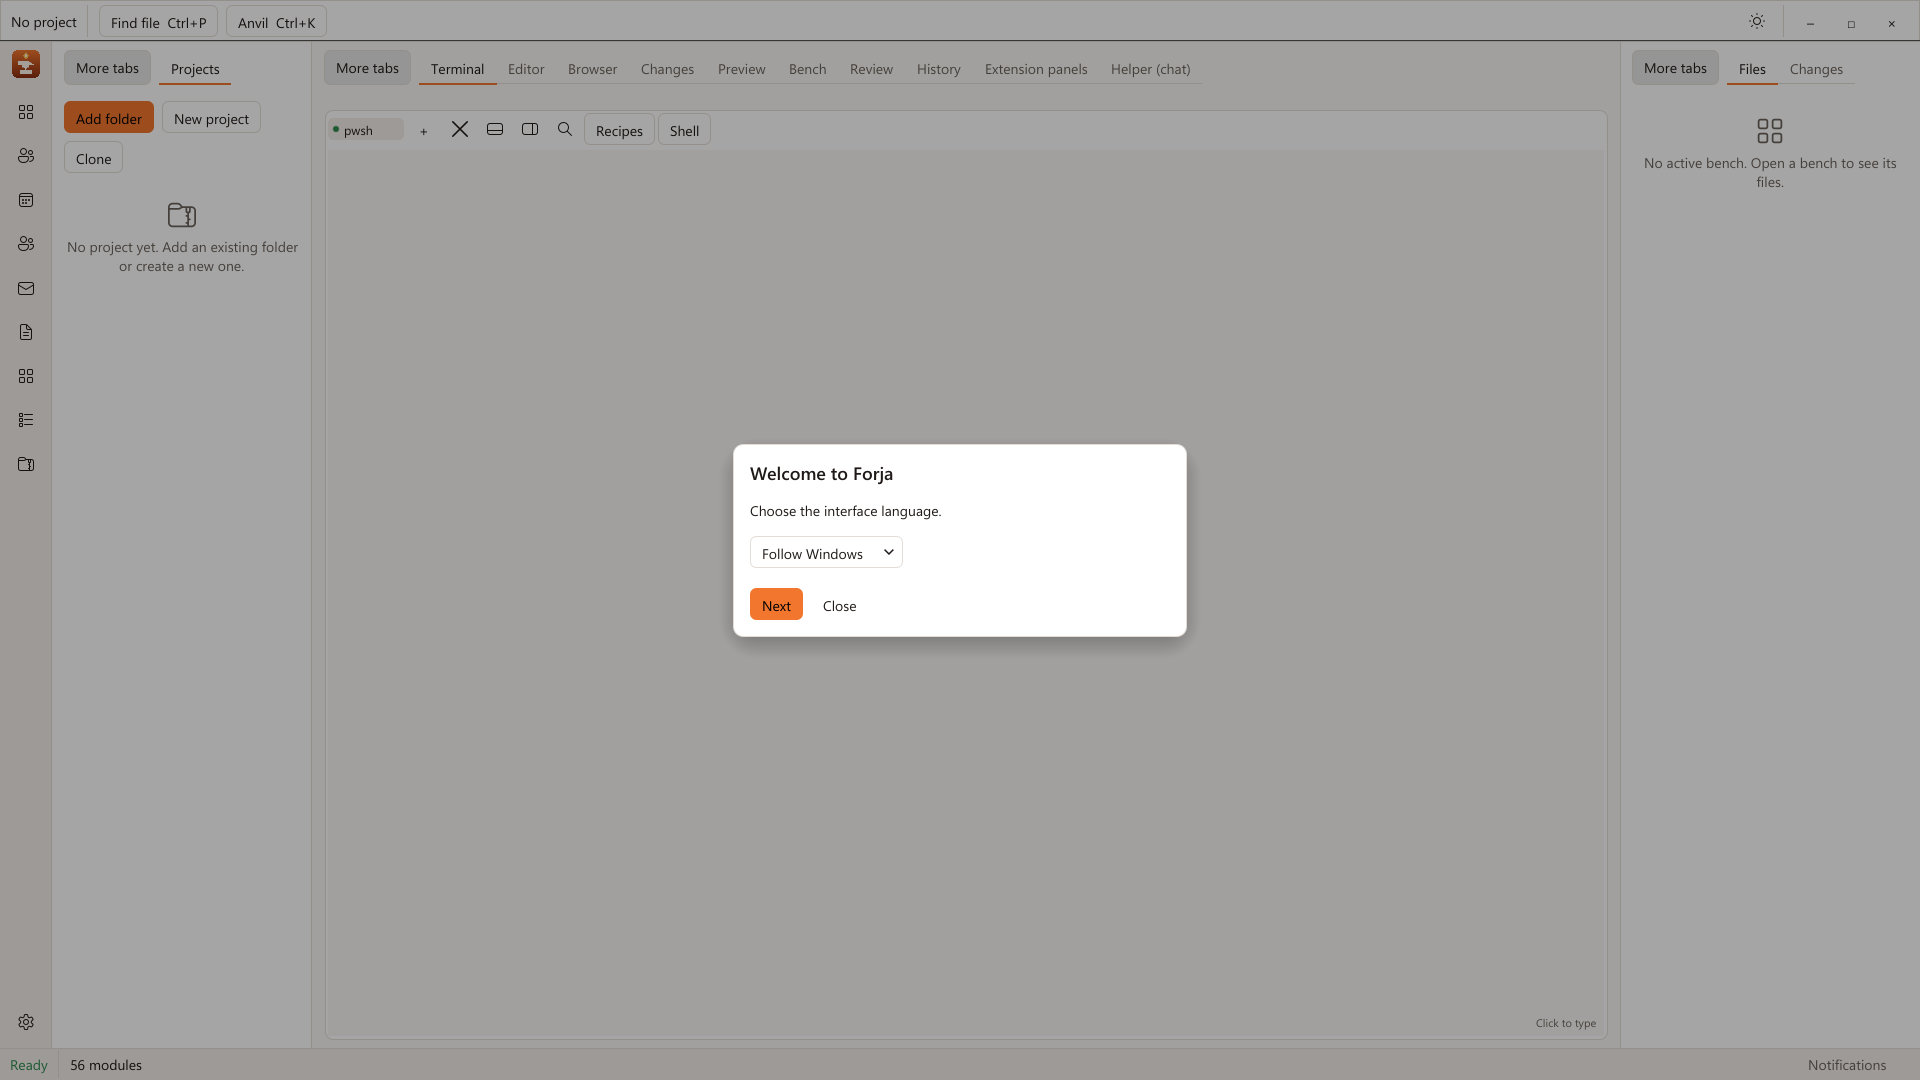 No project
Find file Ctrl+P
Anvil Ctrl+K
More tabs
Projects
Add folder
New project
Clone
No project yet. Add an existing folder
or create a new one.
More tabs
Terminal
Editor
Browser
Changes
Preview
Bench
Review
History
Extension panels
Helper (chat)
pwsh
Recipes
Shell
Welcome to Forja
Choose the interface language.
Follow Windows
Next
Close
Click to type
More tabs
Files
Changes
No active bench. Open a bench to see its
files.
Ready
56 modules
Notifications